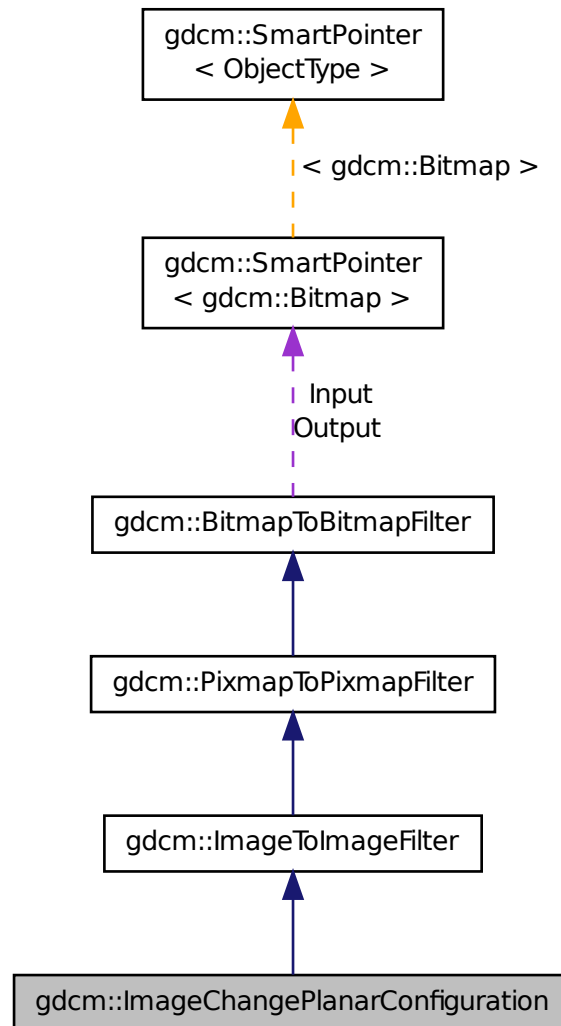 gdcm::SmartPointer
< ObjectType >
< gdcm::Bitmap >
gdcm::SmartPointer
< gdcm::Bitmap >
Input
Output
gdcm::BitmapToBitmapFilter
gdcm::PixmapToPixmapFilter
gdcm::ImageToImageFilter
gdcm::ImageChangePlanarConfiguration